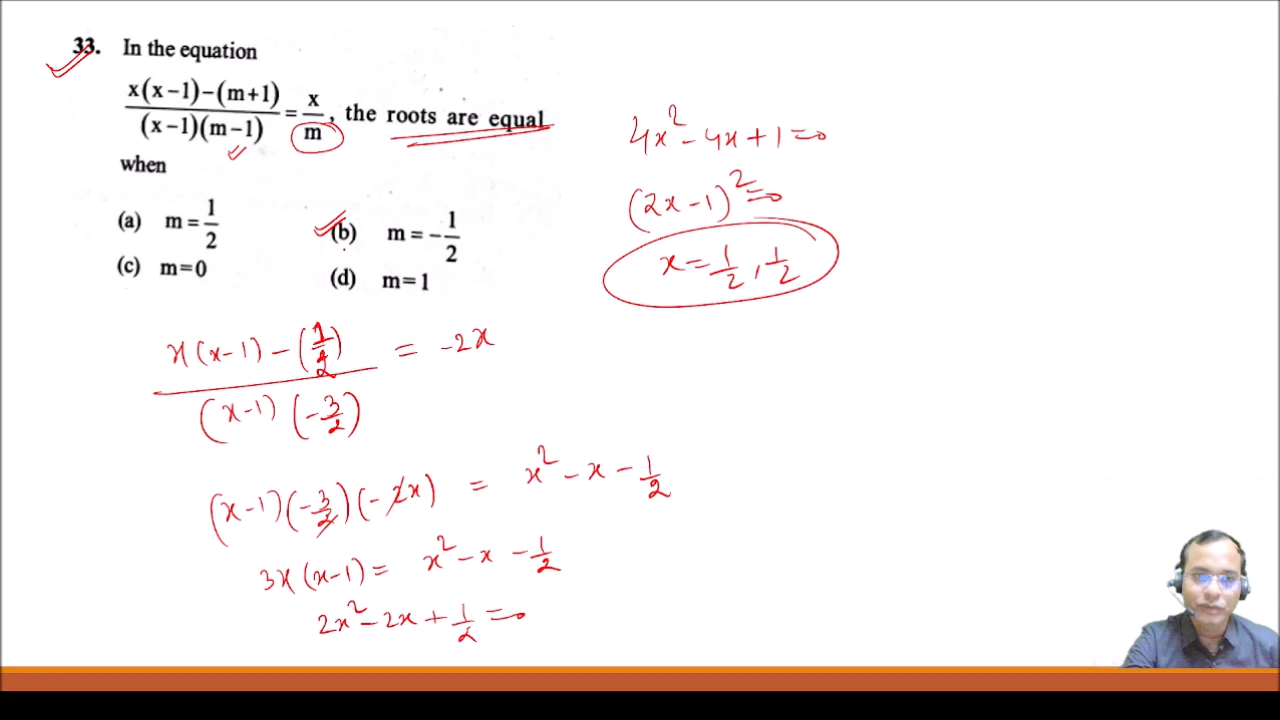 33. In the equation
x(x−1)−(m+1) / (x−1)(m−1) = x/m, the roots are equal
when
(a) m = 1/2 (b) m = −1/2
(c) m=0 (d) m=1
x(x-1) - (1/2) / (x-1)(-3/2) = -2x
(x-1)(-3/2)(-2x) = x² - x - 1/2
3x(x-1) = x² - x - 1/2
2x² - 2x + 1/2 = 0
4x² - 4x + 1 = 0
(2x-1)² = 0
x = 1/2, 1/2